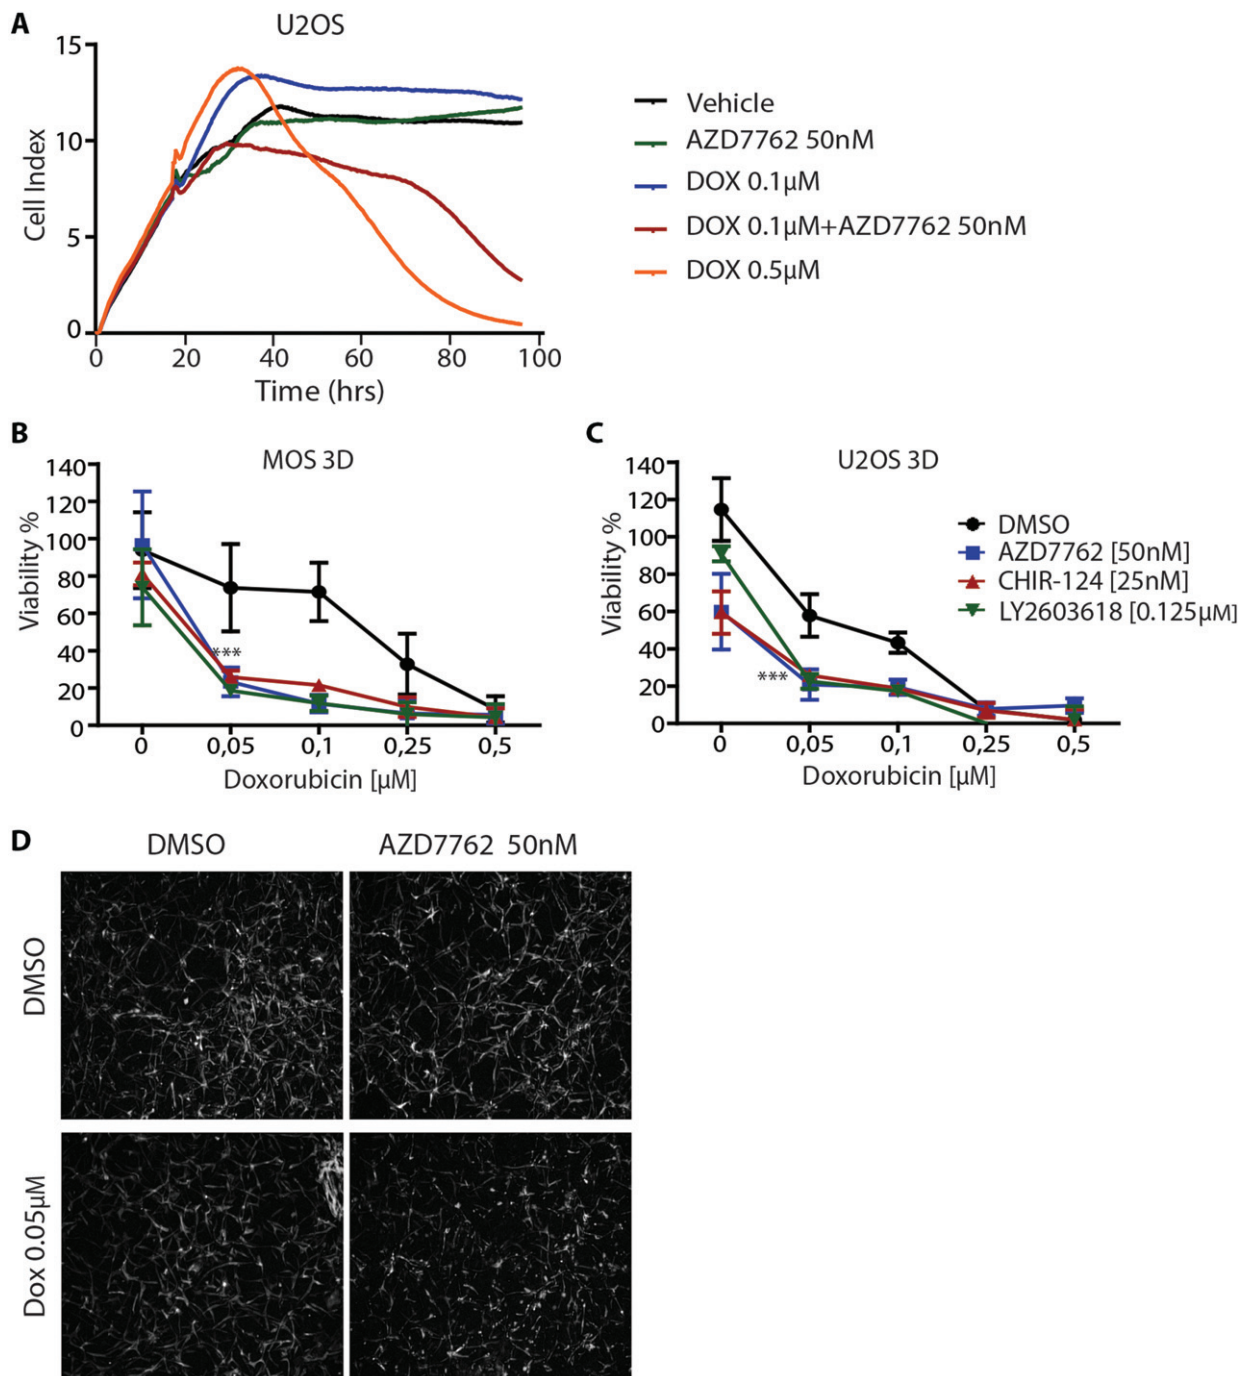 A
U2OS
15
10
5
0
Cell Index
0 20 40 60 80 100
Time (hrs)
Vehicle
AZD7762 50nM
DOX 0.1µM
DOX 0.1µM+AZD7762 50nM
DOX 0.5µM
B
MOS 3D
140
120
100
80
60
40
20
0
Viability %
***
0 0,05 0,1 0,25 0,5
Doxorubicin [µM]
C
U2OS 3D
140
120
100
80
60
40
20
0
Viability %
***
0 0,05 0,1 0,25 0,5
Doxorubicin [µM]
DMSO
AZD7762 [50nM]
CHIR-124 [25nM]
LY2603618 [0.125µM]
D
DMSO AZD7762 50nM
DMSO
Dox 0.05µM